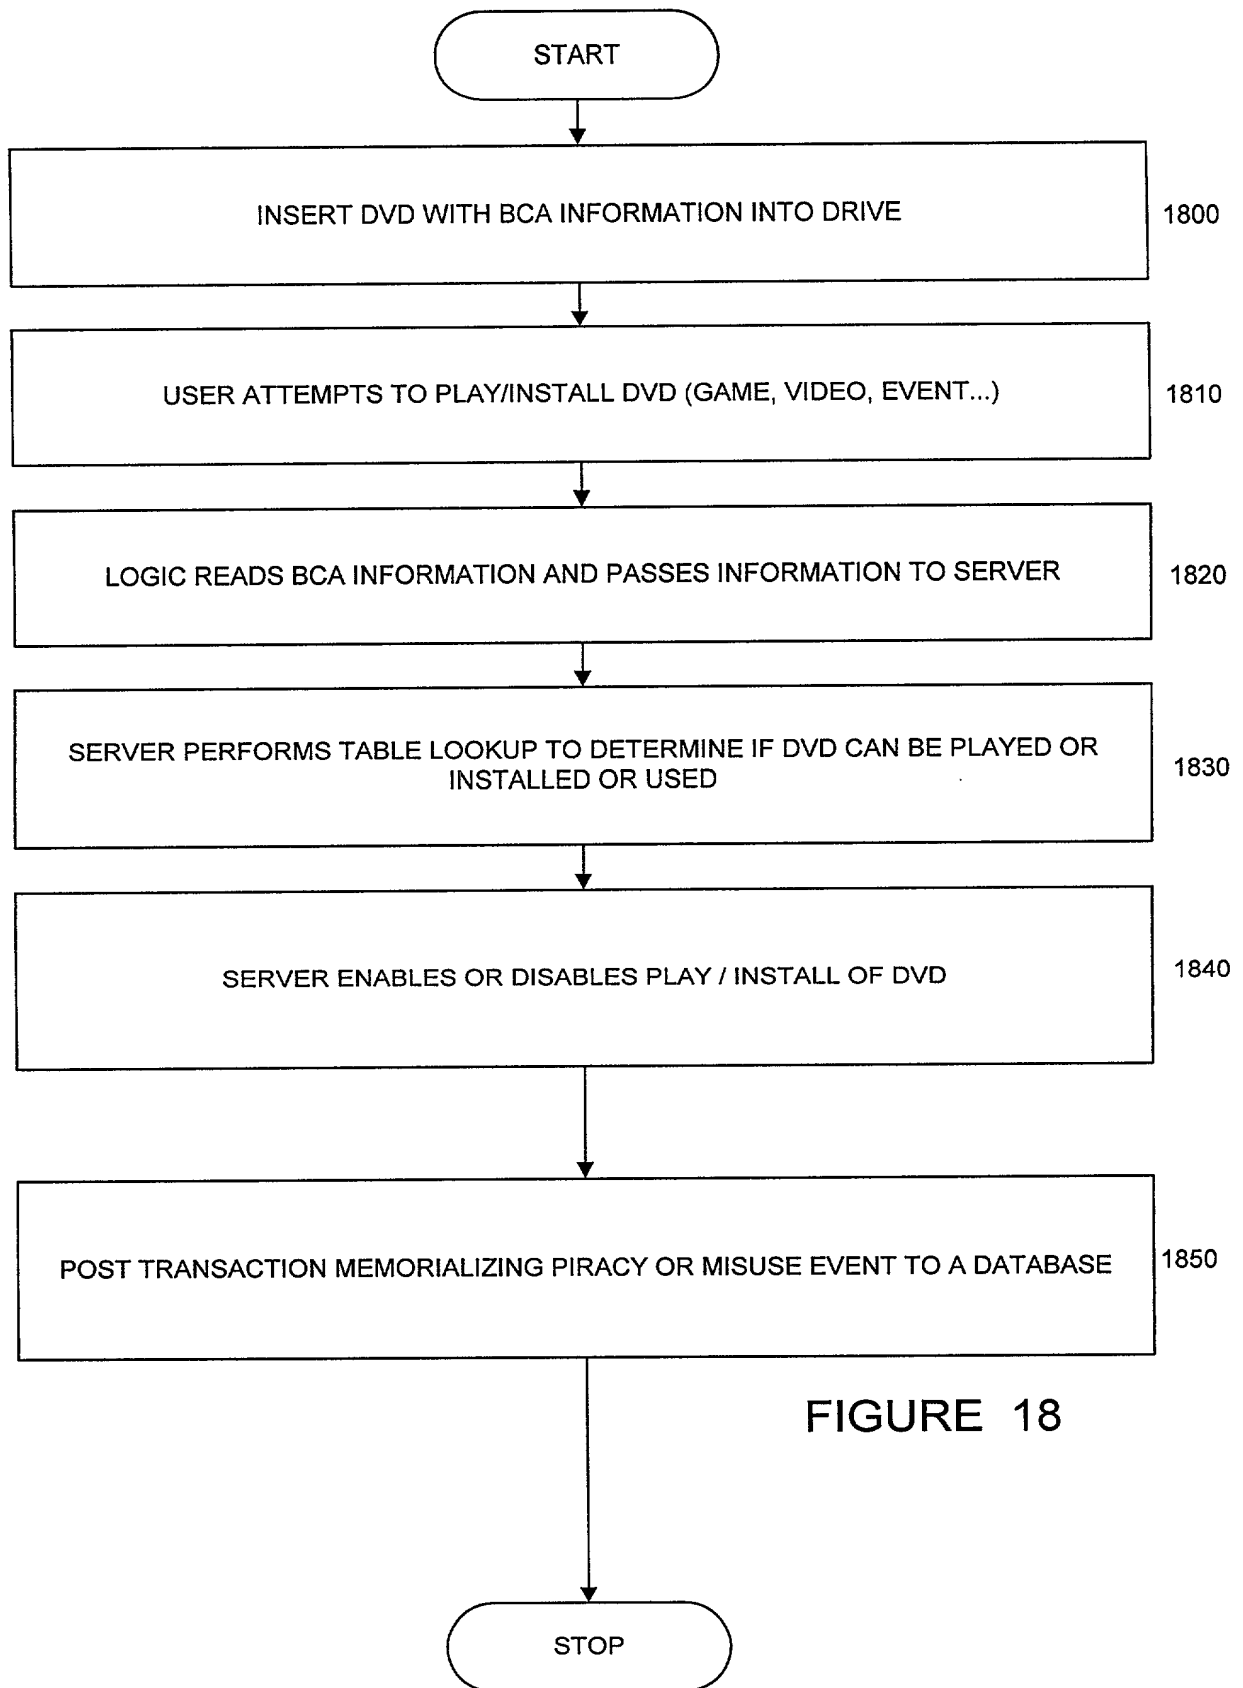 START
INSERT DVD WITH BCA INFORMATION INTO DRIVE
1800
USER ATTEMPTS TO PLAY/INSTALL DVD (GAME, VIDEO, EVENT...)
1810
LOGIC READS BCA INFORMATION AND PASSES INFORMATION TO SERVER
1820
SERVER PERFORMS TABLE LOOKUP TO DETERMINE IF DVD CAN BE PLAYED OR
INSTALLED OR USED
1830
SERVER ENABLES OR DISABLES PLAY / INSTALL OF DVD
1840
POST TRANSACTION MEMORIALIZING PIRACY OR MISUSE EVENT TO A DATABASE
1850
FIGURE 18
STOP